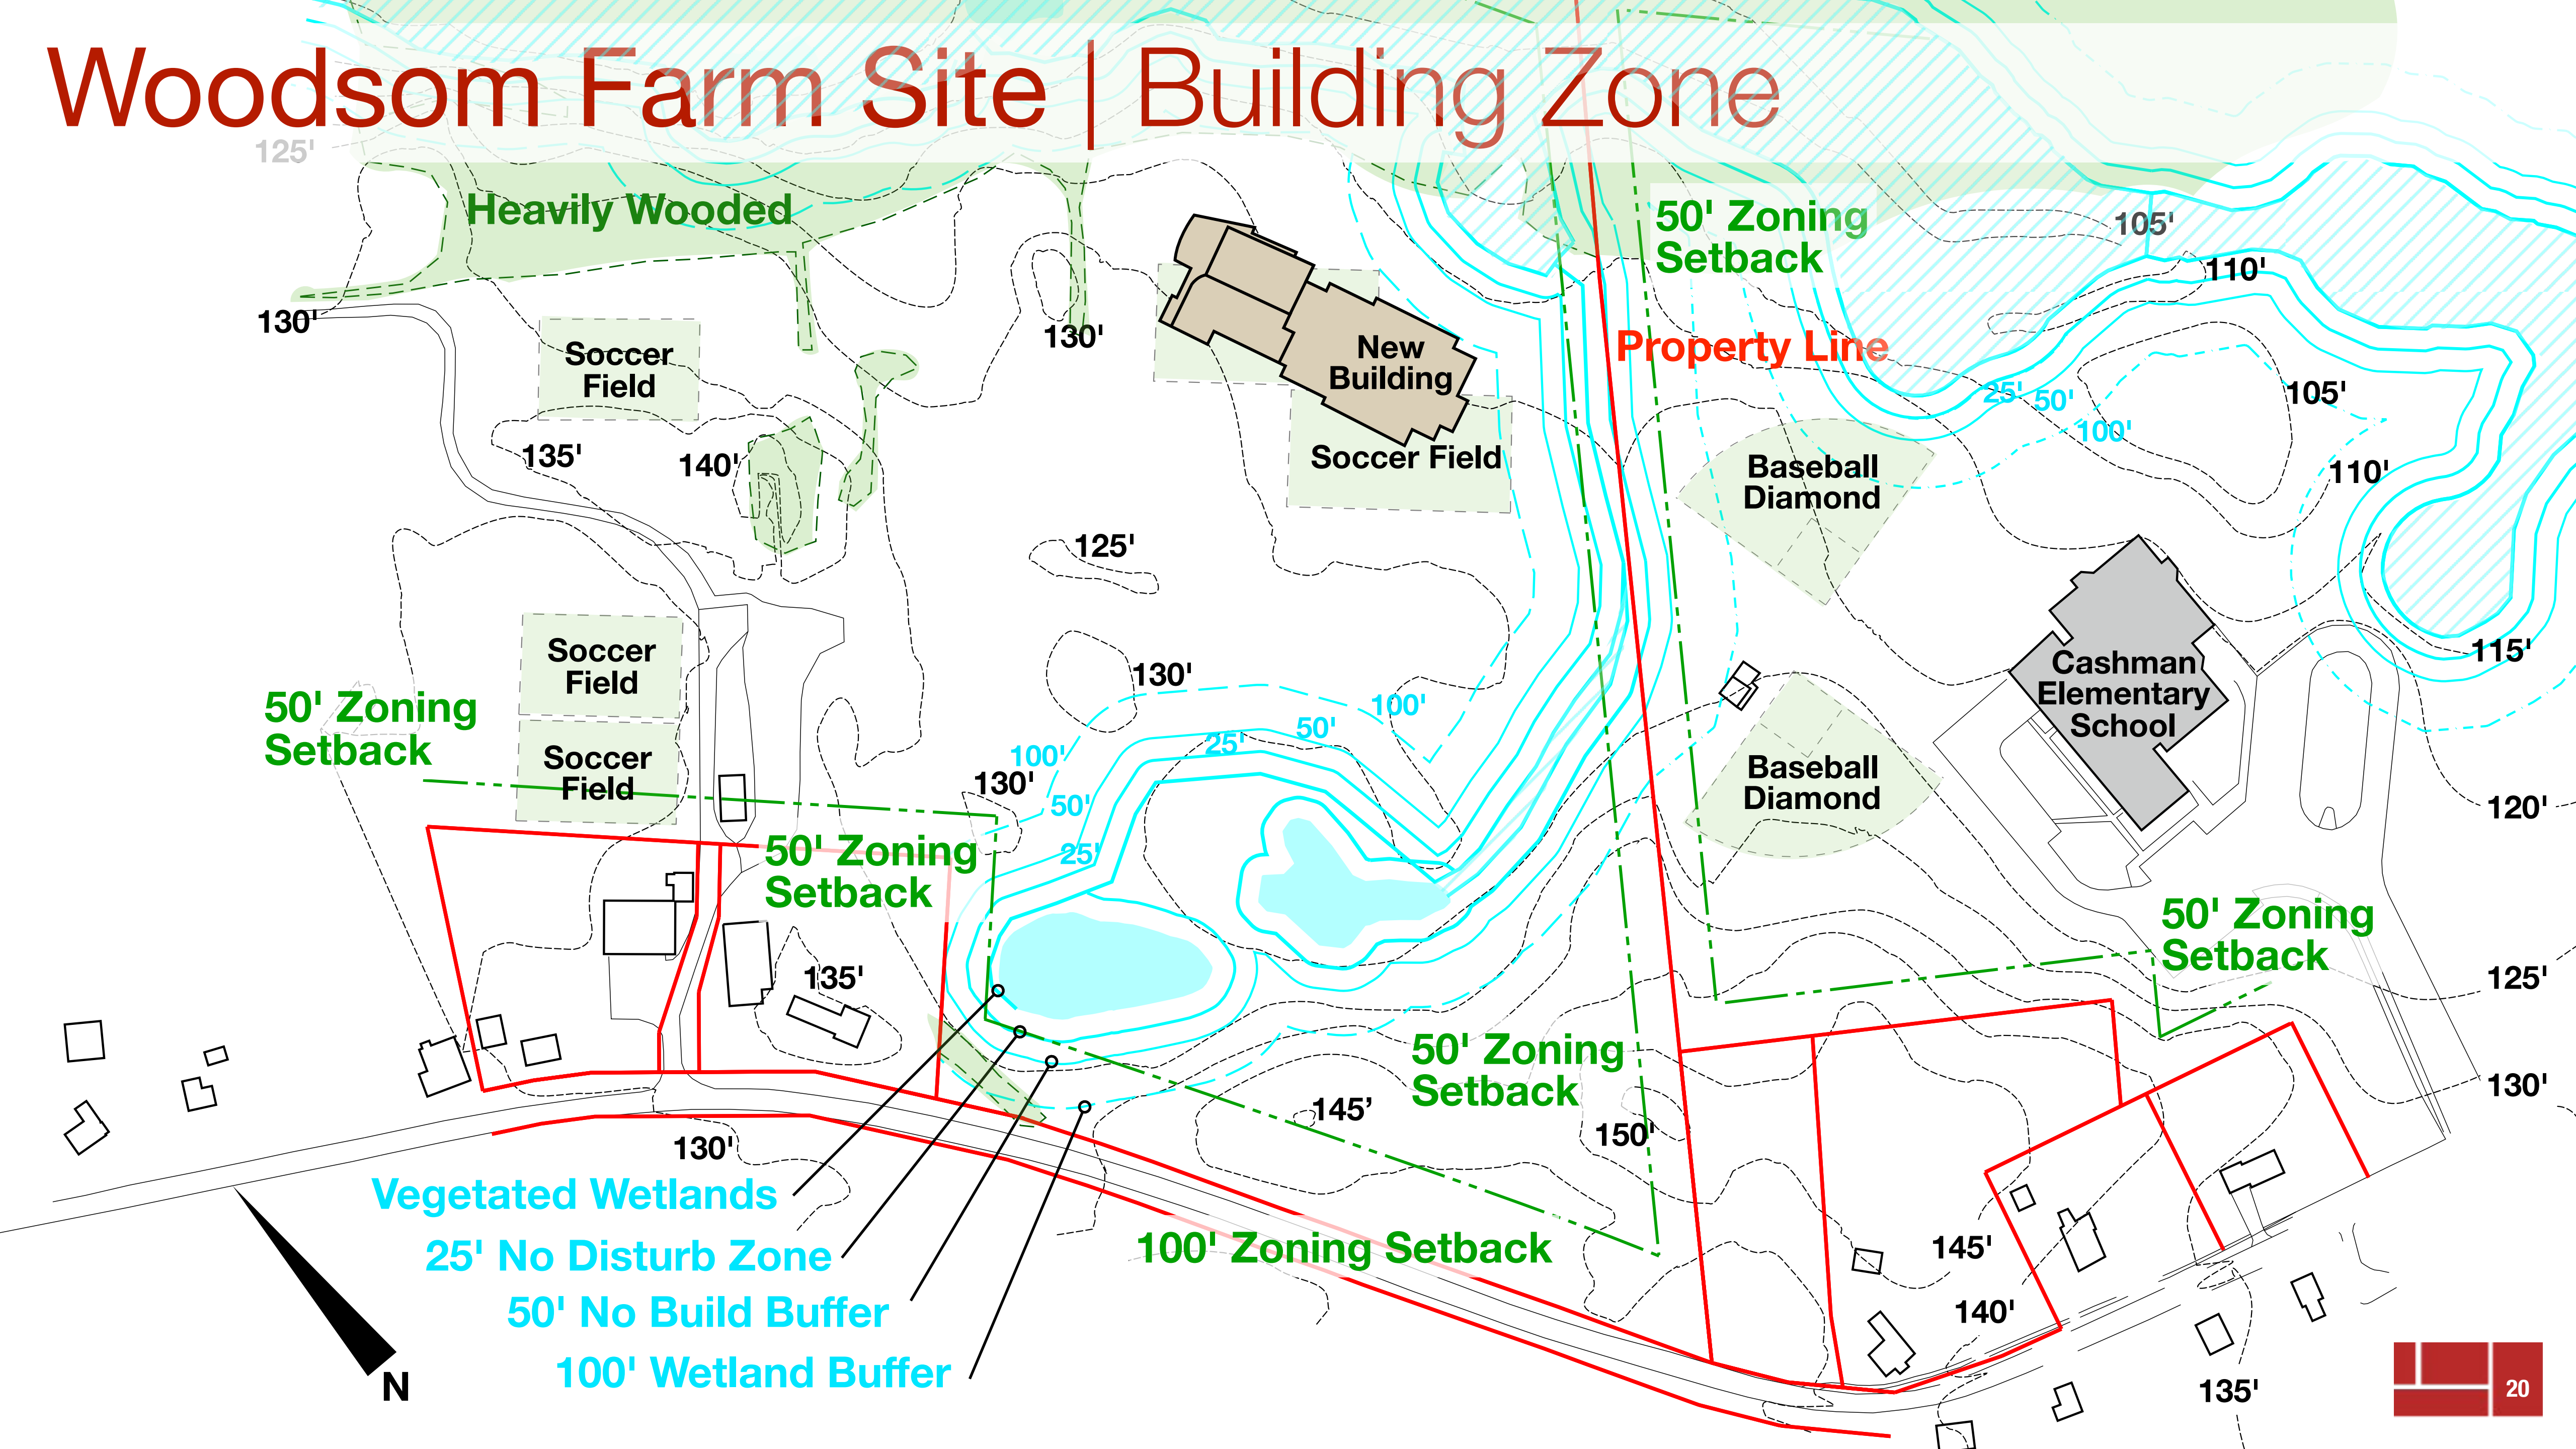 Woodsom Farm Site | Building Zone
125'
Heavily Wooded
50' Zoning
Setback
105'
110'
130'
130'
Property Line
Soccer
Field
New
Building
25'
50'
100'
105'
135'
140'
Soccer Field
Baseball
Diamond
110'
125'
Soccer
Field
130'
Cashman
Elementary
School
115'
50' Zoning
Setback
100'
50'
25'
100'
Soccer
Field
130'
50'
Baseball
Diamond
120'
50' Zoning
Setback
25'
50' Zoning
Setback
135'
125'
50' Zoning
Setback
145’
150'
130'
130'
Vegetated Wetlands
25' No Disturb Zone
100' Zoning Setback
145'
50' No Build Buffer
140'
100' Wetland Buffer
N
135'
20